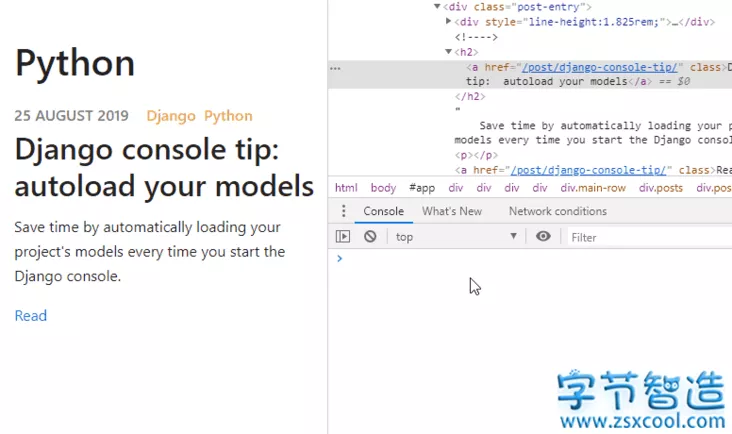 Python
25 AUGUST 2019 Django Python
Django console tip:
autoload your models
Save time by automatically loading your
project's models every time you start the
Django console.
Read
<div class="post-entry">
<div style="line-height:1.825rem;">…</div>
<!---->
<h2>
<a href="/post/django-console-tip/" class>D
tip:  autoload your models</a> == $0
</h2>
"
Save time by automatically loading your p
models every time you start the Django consol
<p></p>
<a href="/post/django-console-tip/" class>Rea
html body #app div div div div.main-row div.posts div.pos
Console What's New Network conditions
top Filter
字节智造
www.zsxcool.com